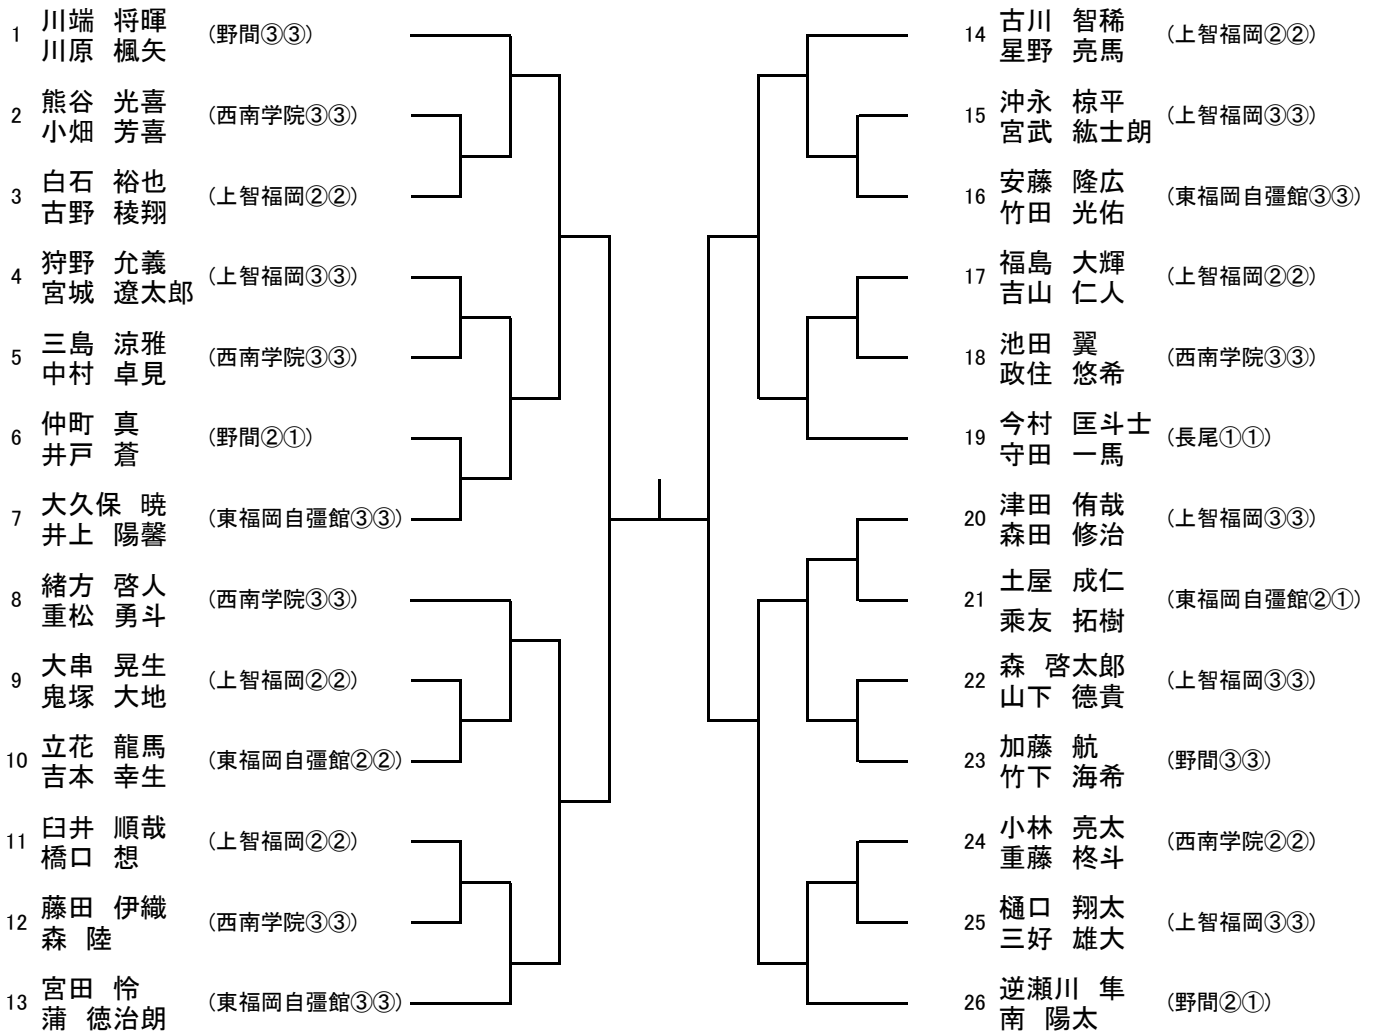 1 川端 将暉 (野間③③)
川原 楓矢
2 熊谷 光喜 (西南学院③③)
小畑 芳喜
3 白石 裕也 (上智福岡②②)
古野 稜翔
4 狩野 允義 (上智福岡③③)
宮城 遼太郎
5 三島 涼雅 (西南学院③③)
中村 卓見
6 仲町 真 (野間②①)
井戸 蒼
7 大久保 暁 (東福岡自彊館③③)
井上 陽馨
8 緒方 啓人 (西南学院③③)
重松 勇斗
9 大串 晃生 (上智福岡②②)
鬼塚 大地
10 立花 龍馬 (東福岡自彊館②②)
吉本 幸生
11 臼井 順哉 (上智福岡②②)
橋口 想
12 藤田 伊織 (西南学院③③)
森 陸
13 宮田 怜 (東福岡自彊館③③)
蒲 徳治朗
14 古川 智稀 (上智福岡②②)
星野 亮馬
15 沖永 椋平 (上智福岡③③)
宮武 紘士朗
16 安藤 隆広 (東福岡自彊館③③)
竹田 光佑
17 福島 大輝 (上智福岡②②)
吉山 仁人
18 池田 翼 (西南学院③③)
政住 悠希
19 今村 匡斗士 (長尾①①)
守田 一馬
20 津田 侑哉 (上智福岡③③)
森田 修治
21 土屋 成仁 (東福岡自彊館②①)
乘友 拓樹
22 森 啓太郎 (上智福岡③③)
山下 德貴
23 加藤 航 (野間③③)
竹下 海希
24 小林 亮太 (西南学院②②)
重藤 柊斗
25 樋口 翔太 (上智福岡③③)
三好 雄大
26 逆瀬川 隼 (野間②①)
南 陽太